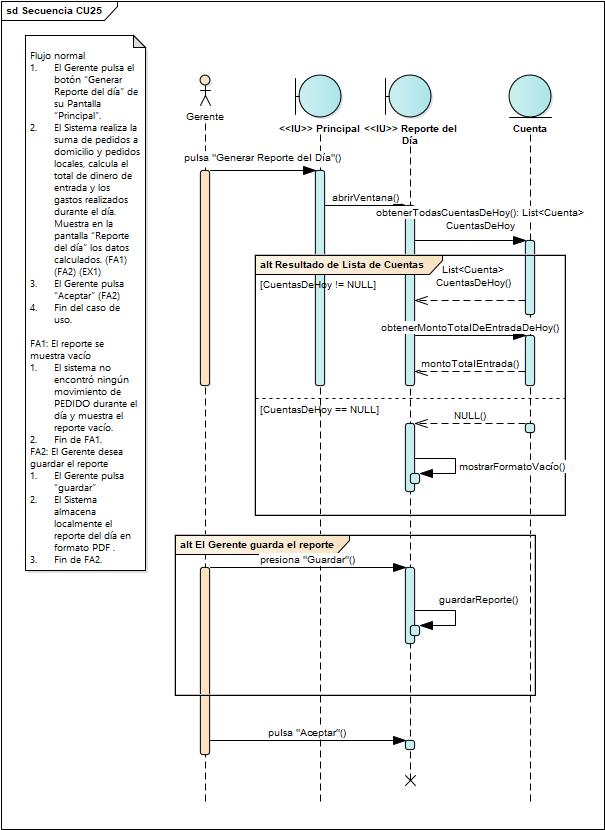 sd Secuencia CU25
Flujo normal
1. El Gerente pulsa el
botón "Generar
Reporte del día" de
su Pantalla
"Principal".
2. El Sistema realiza la
suma de pedidos a
domicilio y pedidos
locales, calcula el
total de dinero de
entrada y los
gastos realizados
durante el día.
Muestra en la
pantalla "Reporte
del día" los datos
calculados. (FA1)
(FA2) (EX1)
3. El Gerente pulsa
"Aceptar" (FA2)
4. Fin del caso de
uso.
FA1: El reporte se
muestra vacío
1. El sistema no
encontró ningún
movimiento de
PEDIDO durante el
día y muestra el
reporte vacío.
2. Fin de FA1.
FA2: El Gerente desea
guardar el reporte
1. El Gerente pulsa
"guardar"
2. El Sistema
almacena
localmente el
reporte del día en
formato PDF .
3. Fin de FA2.
Gerente
<<IU>> Principal
<<IU>> Reporte del
Día
Cuenta
pulsa "Generar Reporte del Día"()
abrirVentana()
obtenerTodasCuentasDeHoy(): List<Cuenta>
CuentasDeHoy
alt Resultado de Lista de Cuentas
[CuentasDeHoy != NULL]
List<Cuenta>
CuentasDeHoy()
obtenerMontoTotalDeEntradaDeHoy()
montoTotalEntrada()
[CuentasDeHoy == NULL]
NULL()
mostrarFormatoVacío()
alt El Gerente guarda el reporte
presiona "Guardar"()
guardarReporte()
pulsa "Aceptar"()